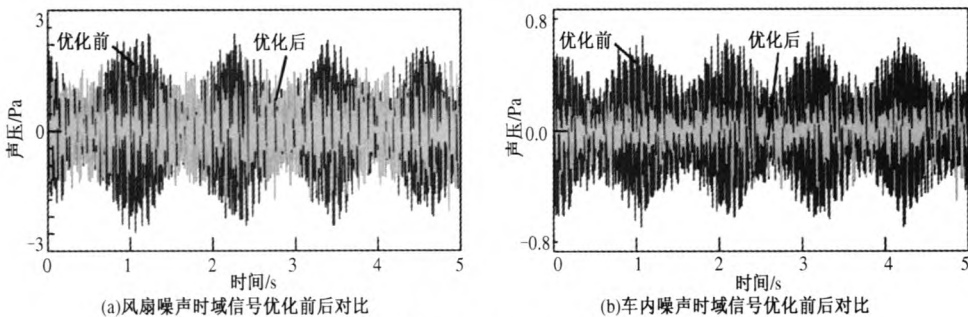 3
优化前
优化后
声压/Pa
0
-3
0
1
2
3
4
5
时间/s
(a)风扇噪声时域信号优化前后对比
0.8
优化前
优化后
声压/Pa
0.0
-0.8
0
1
2
3
4
5
时间/s
(b)车内噪声时域信号优化前后对比